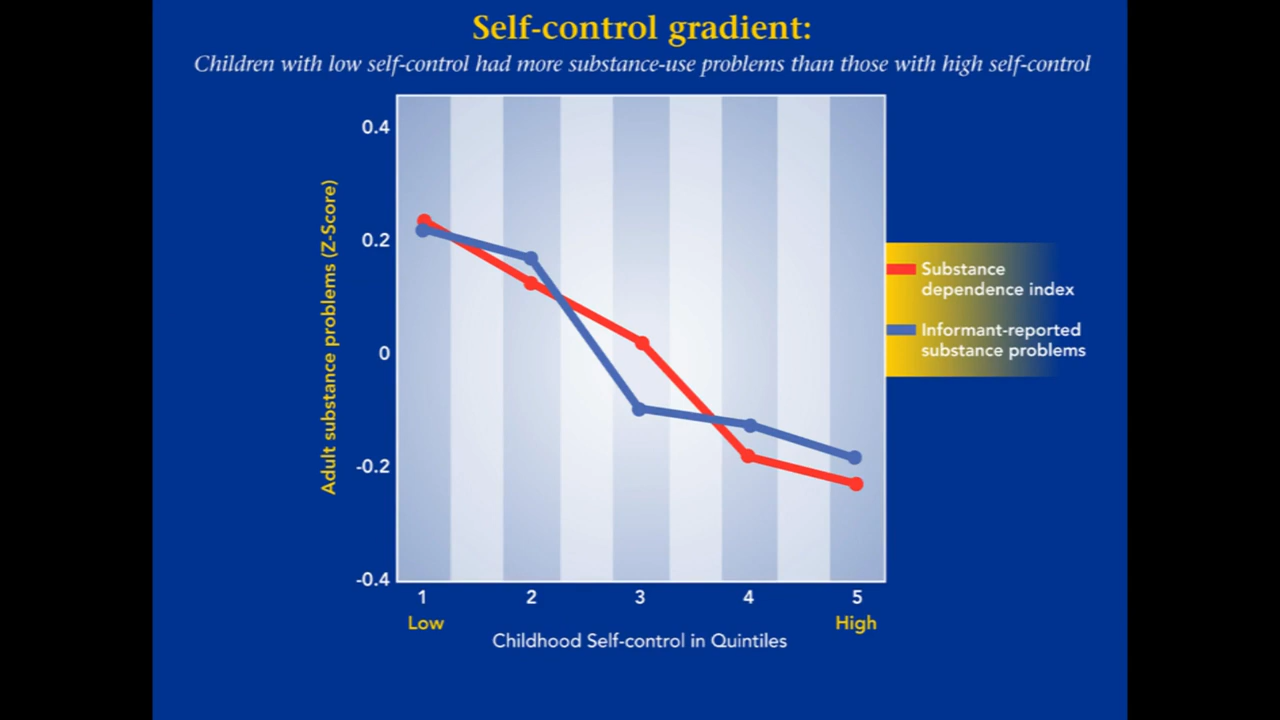 Self-control gradient:
Children with low self-control had more substance-use problems than those with high self-control
Adult substance problems (Z-Score)
0.4
0.2
0
-0.2
-0.4
1
2
3
4
5
Low
High
Childhood Self-control in Quintiles
Substance
dependence index
Informant-reported
substance problems